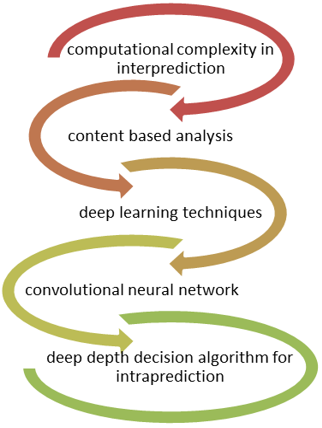 computational complexity in
interprediction
content based analysis
deep learning techniques
convolutional neural network
deep depth decision algorithm for
intraprediction